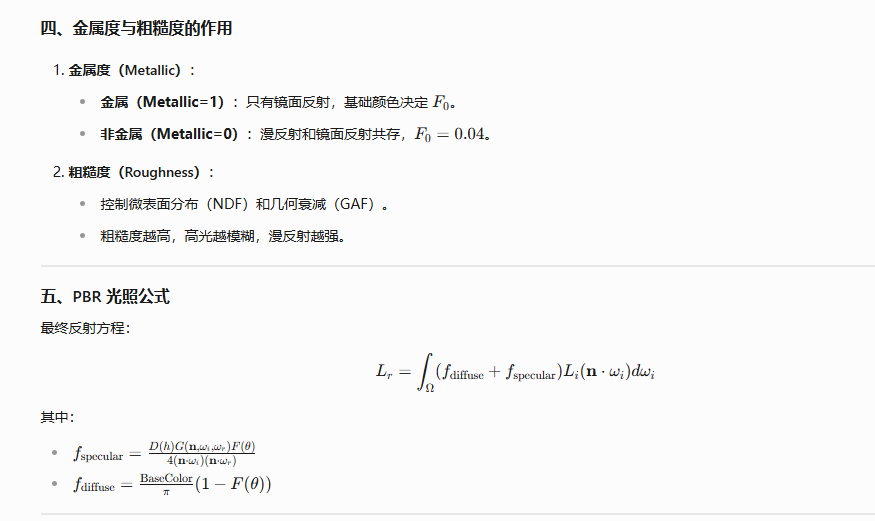 四、金属度与粗糙度的作用
1. 金属度（Metallic）：
• 金属（Metallic=1）：只有镜面反射，基础颜色决定 F₀。
• 非金属（Metallic=0）：漫反射和镜面反射共存，F₀ = 0.04。
2. 粗糙度（Roughness）：
• 控制微表面分布（NDF）和几何衰减（GAF）。
• 粗糙度越高，高光越模糊，漫反射越强。
五、PBR 光照公式
最终反射方程：
L_r = ∫_Ω (f_diffuse + f_specular) L_i (n · ω_i) dω_i
其中：
• f_specular = D(h)G(n,ω_i,ω_r)F(θ) / 4(n·ω_i)(n·ω_r)
• f_diffuse = BaseColor / π (1 − F(θ))